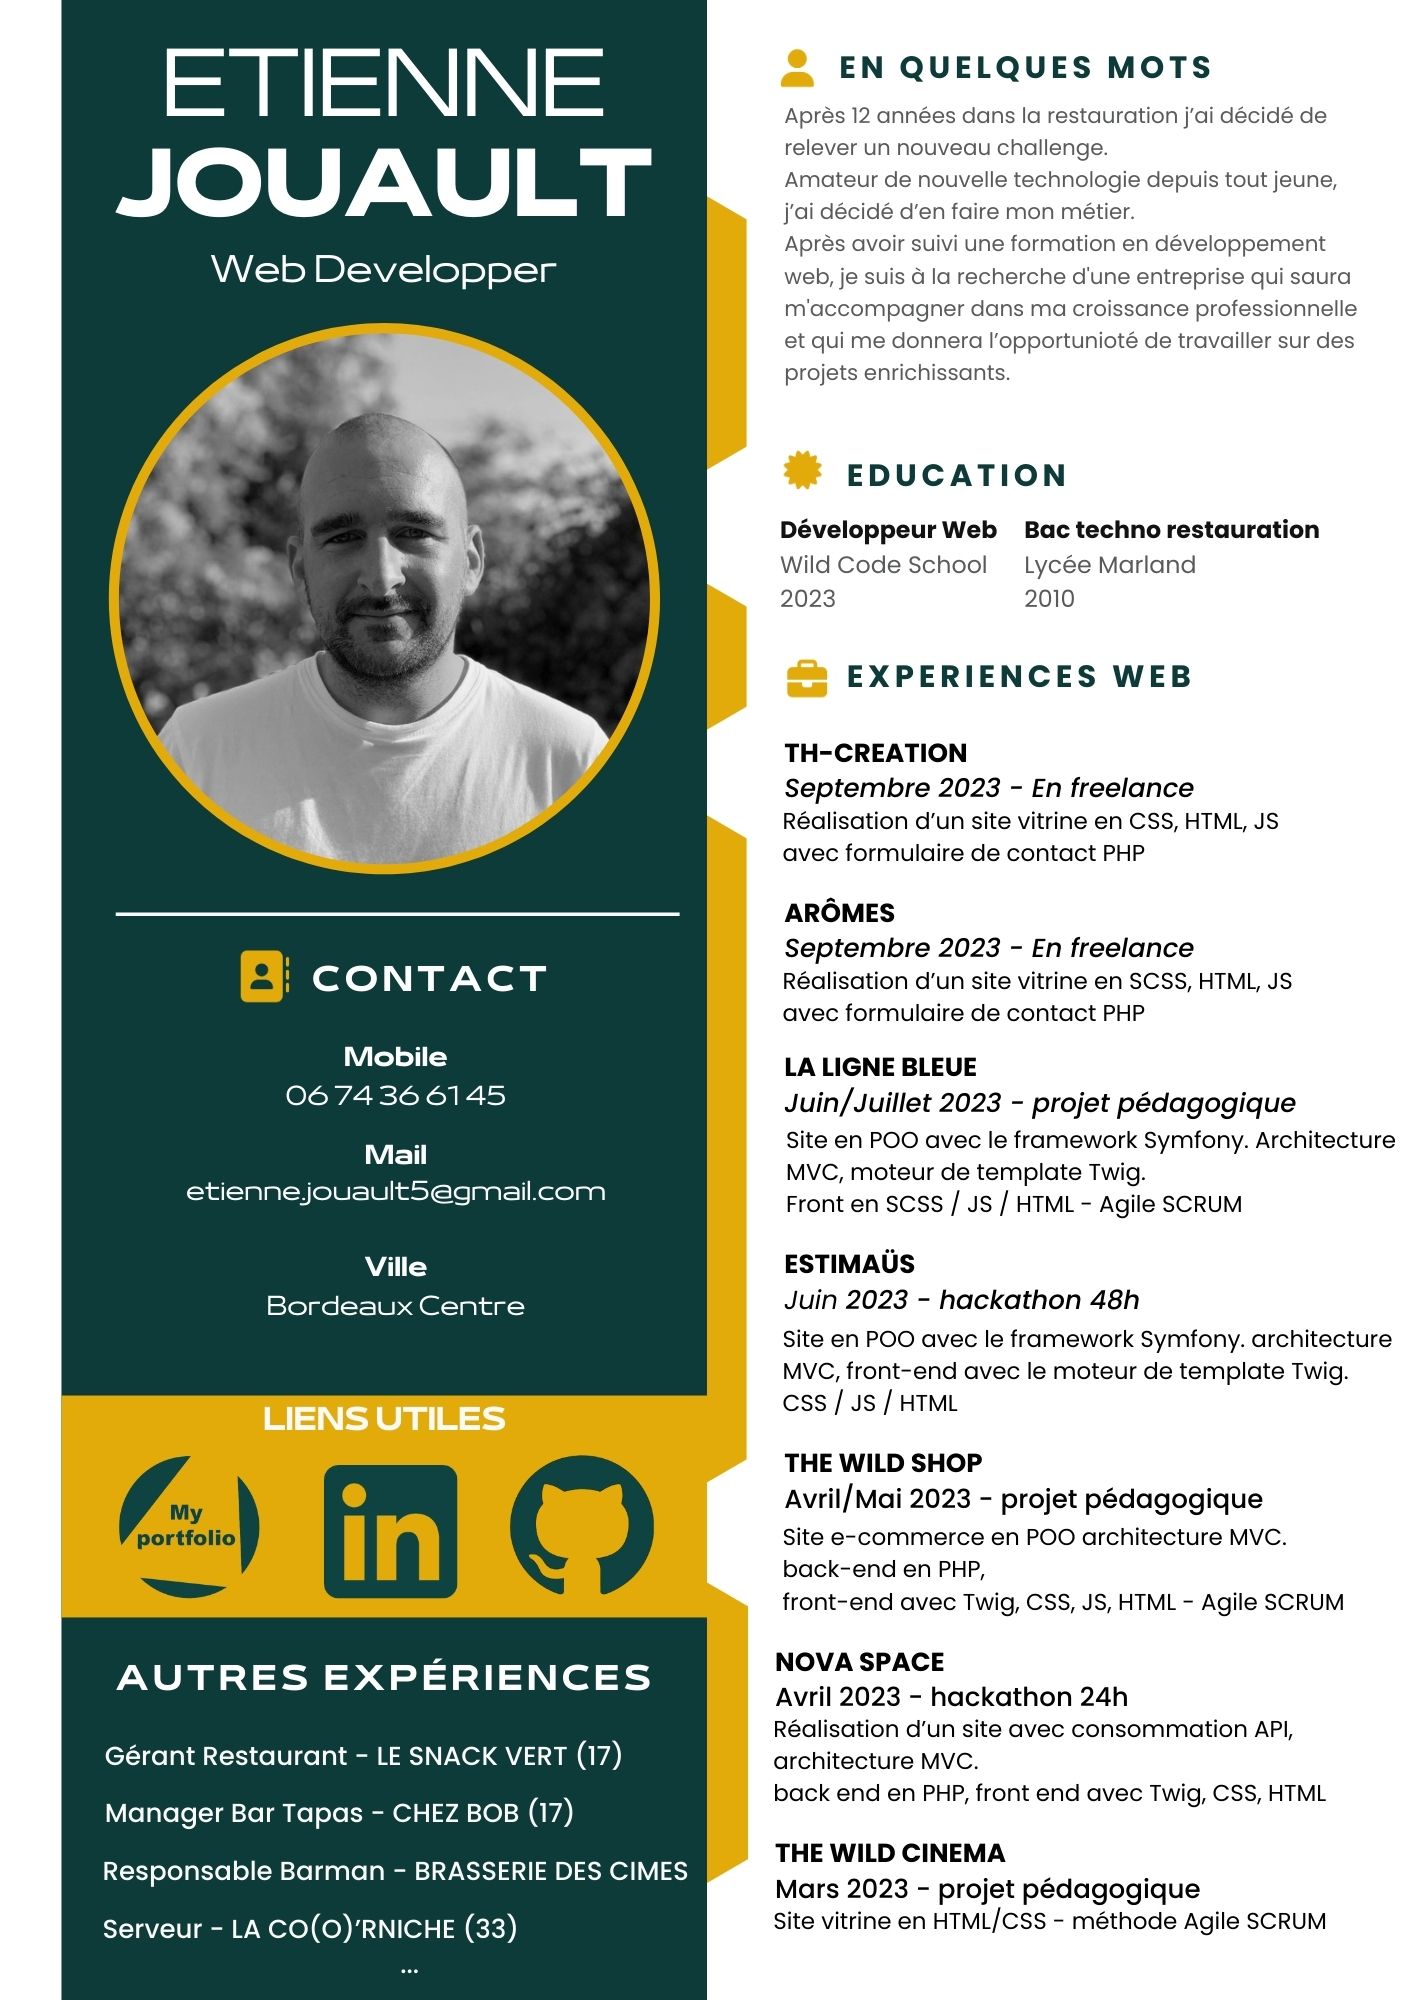 ETIENNE
JOUAULT
Web Developper
CONTACT
Mobile
06 74 36 61 45
Mail
etienne.jouault5@gmail.com
Ville
Bordeaux Centre
LIENS UTILES
My
portfolio
in
AUTRES EXPÉRIENCES
Gérant Restaurant - LE SNACK VERT (17)
Manager Bar Tapas - CHEZ BOB (17)
Responsable Barman - BRASSERIE DES CIMES
Serveur - LA CO(O)’RNICHE (33)
...
EN QUELQUES MOTS
Après 12 années dans la restauration j’ai décidé de
relever un nouveau challenge.
Amateur de nouvelle technologie depuis tout jeune,
j’ai décidé d’en faire mon métier.
Après avoir suivi une formation en développement
web, je suis à la recherche d'une entreprise qui saura
m'accompagner dans ma croissance professionnelle
et qui me donnera l’opportunioté de travailler sur des
projets enrichissants.
EDUCATION
Développeur Web
Wild Code School
2023
Bac techno restauration
Lycée Marland
2010
EXPERIENCES WEB
TH-CREATION
Septembre 2023 - En freelance
Réalisation d’un site vitrine en CSS, HTML, JS
avec formulaire de contact PHP
ARÔMES
Septembre 2023 - En freelance
Réalisation d’un site vitrine en SCSS, HTML, JS
avec formulaire de contact PHP
LA LIGNE BLEUE
Juin/Juillet 2023 - projet pédagogique
Site en POO avec le framework Symfony. Architecture
MVC, moteur de template Twig.
Front en SCSS / JS / HTML - Agile SCRUM
ESTIMAÜS
Juin 2023 - hackathon 48h
Site en POO avec le framework Symfony. architecture
MVC, front-end avec le moteur de template Twig.
CSS / JS / HTML
THE WILD SHOP
Avril/Mai 2023 - projet pédagogique
Site e-commerce en POO architecture MVC.
back-end en PHP,
front-end avec Twig, CSS, JS, HTML - Agile SCRUM
NOVA SPACE
Avril 2023 - hackathon 24h
Réalisation d’un site avec consommation API,
architecture MVC.
back end en PHP, front end avec Twig, CSS, HTML
THE WILD CINEMA
Mars 2023 - projet pédagogique
Site vitrine en HTML/CSS - méthode Agile SCRUM